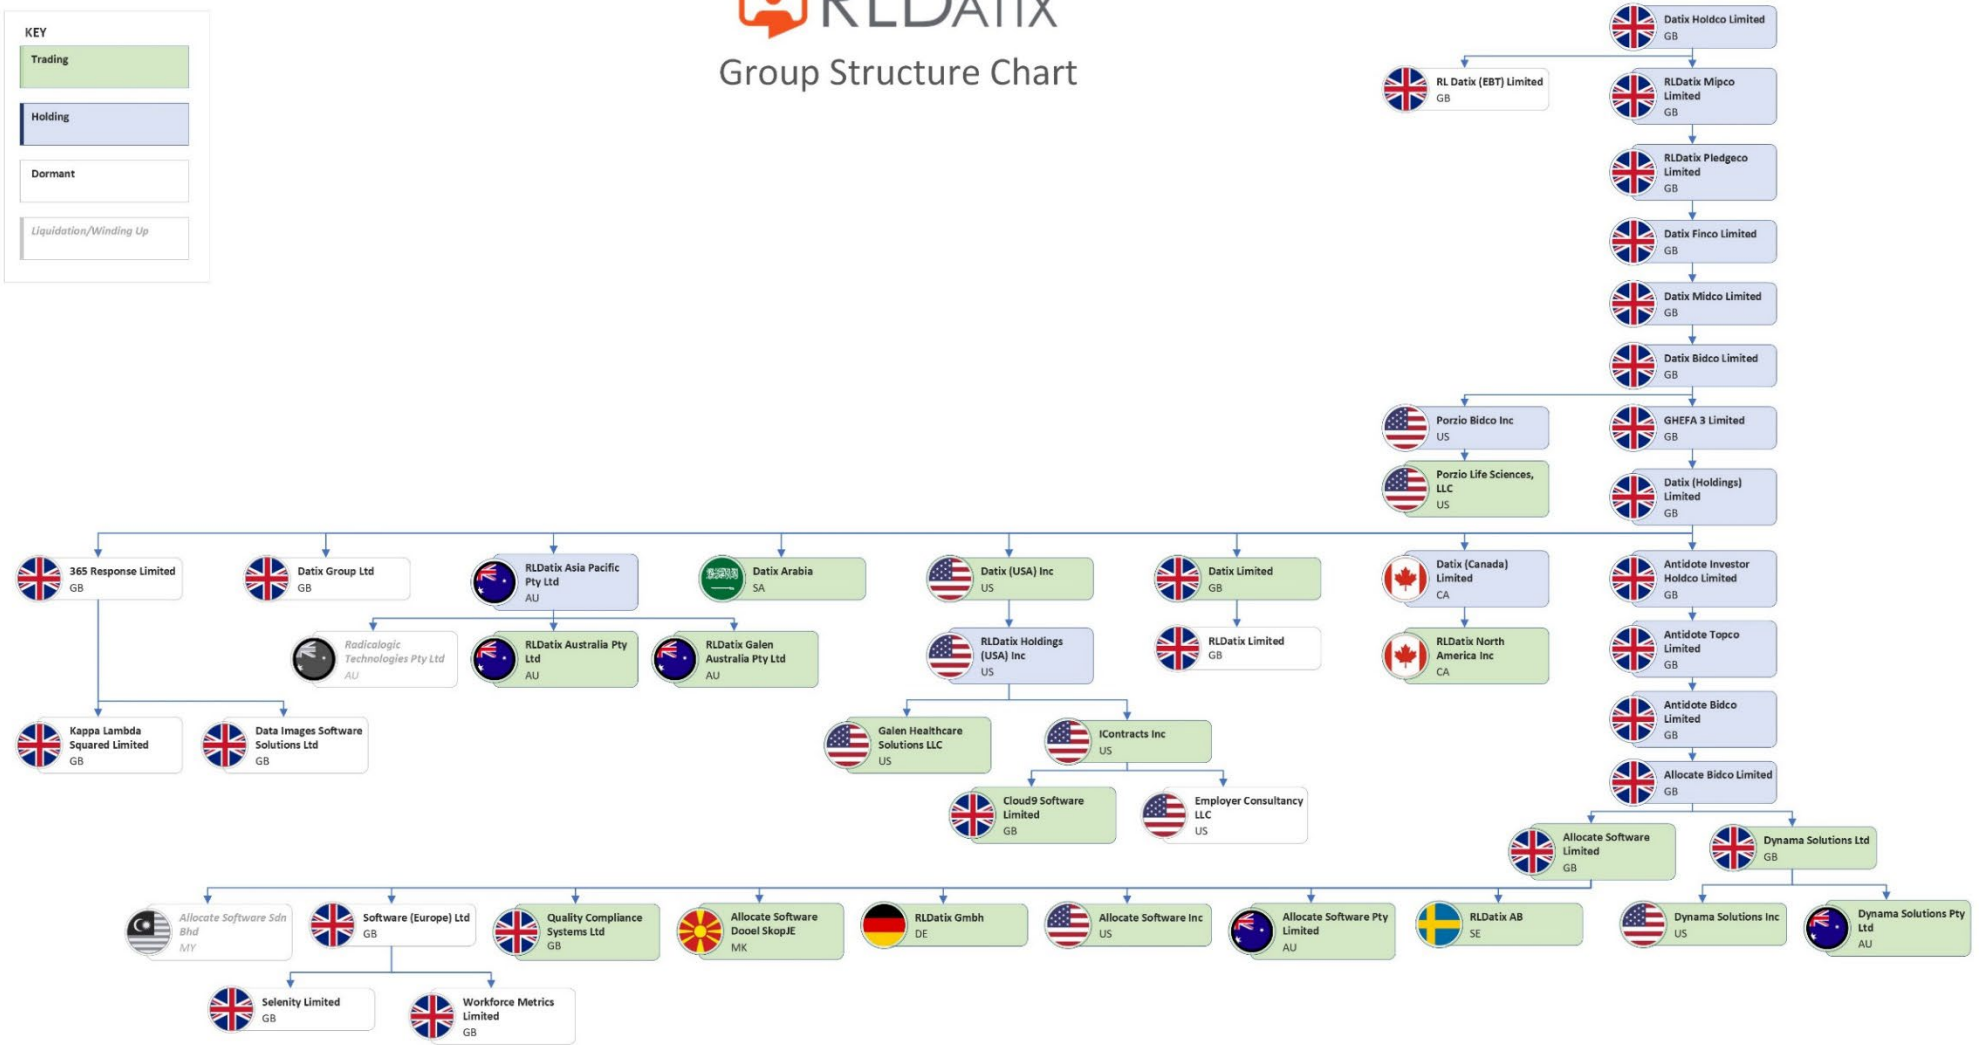 RLDATIX
Group Structure Chart
KEY
Trading
Holding
Dormant
Liquidation/Winding Up
Datix Holdco Limited
GB
RL Datix (EBT) Limited
GB
RLDatix Mipco
Limited
GB
RLDatix Pledgeco
Limited
GB
Datix Finco Limited
GB
Datix Midco Limited
GB
Datix Bidco Limited
GB
Porzio Bidco Inc
US
GHEFA 3 Limited
GB
Porzio Life Sciences,
LLC
US
Datix (Holdings)
Limited
GB
365 Response Limited
GB
Datix Group Ltd
GB
RLDatix Asia Pacific
Pty Ltd
AU
Datix Arabia
SA
Datix (USA) Inc
US
Datix Limited
GB
Datix (Canada)
Limited
CA
Antidote Investor
Holdco Limited
GB
Radicalogic
Technologies Pty Ltd
AU
RLDatix Australia Pty
Ltd
AU
RLDatix Galen
Australia Pty Ltd
AU
RLDatix Holdings
(USA) Inc
US
RLDatix Limited
GB
RLDatix North
America Inc
CA
Antidote Topco
Limited
GB
Kappa Lambda
Squared Limited
GB
Data Images Software
Solutions Ltd
GB
Galen Healthcare
Solutions LLC
US
IContracts Inc
US
Antidote Bidco
Limited
GB
Cloud9 Software
Limited
GB
Employer Consultancy
LLC
US
Allocate Bidco Limited
GB
Allocate Software
Limited
GB
Dynama Solutions Ltd
GB
Allocate Software Sdn
Bhd
MY
Software (Europe) Ltd
GB
Quality Compliance
Systems Ltd
GB
Allocate Software
Dooel SkopJE
MK
RLDatix Gmbh
DE
Allocate Software Inc
US
Allocate Software Pty
Limited
AU
RLDatix AB
SE
Dynama Solutions Inc
US
Dynama Solutions Pty
Ltd
AU
Selenity Limited
GB
Workforce Metrics
Limited
GB